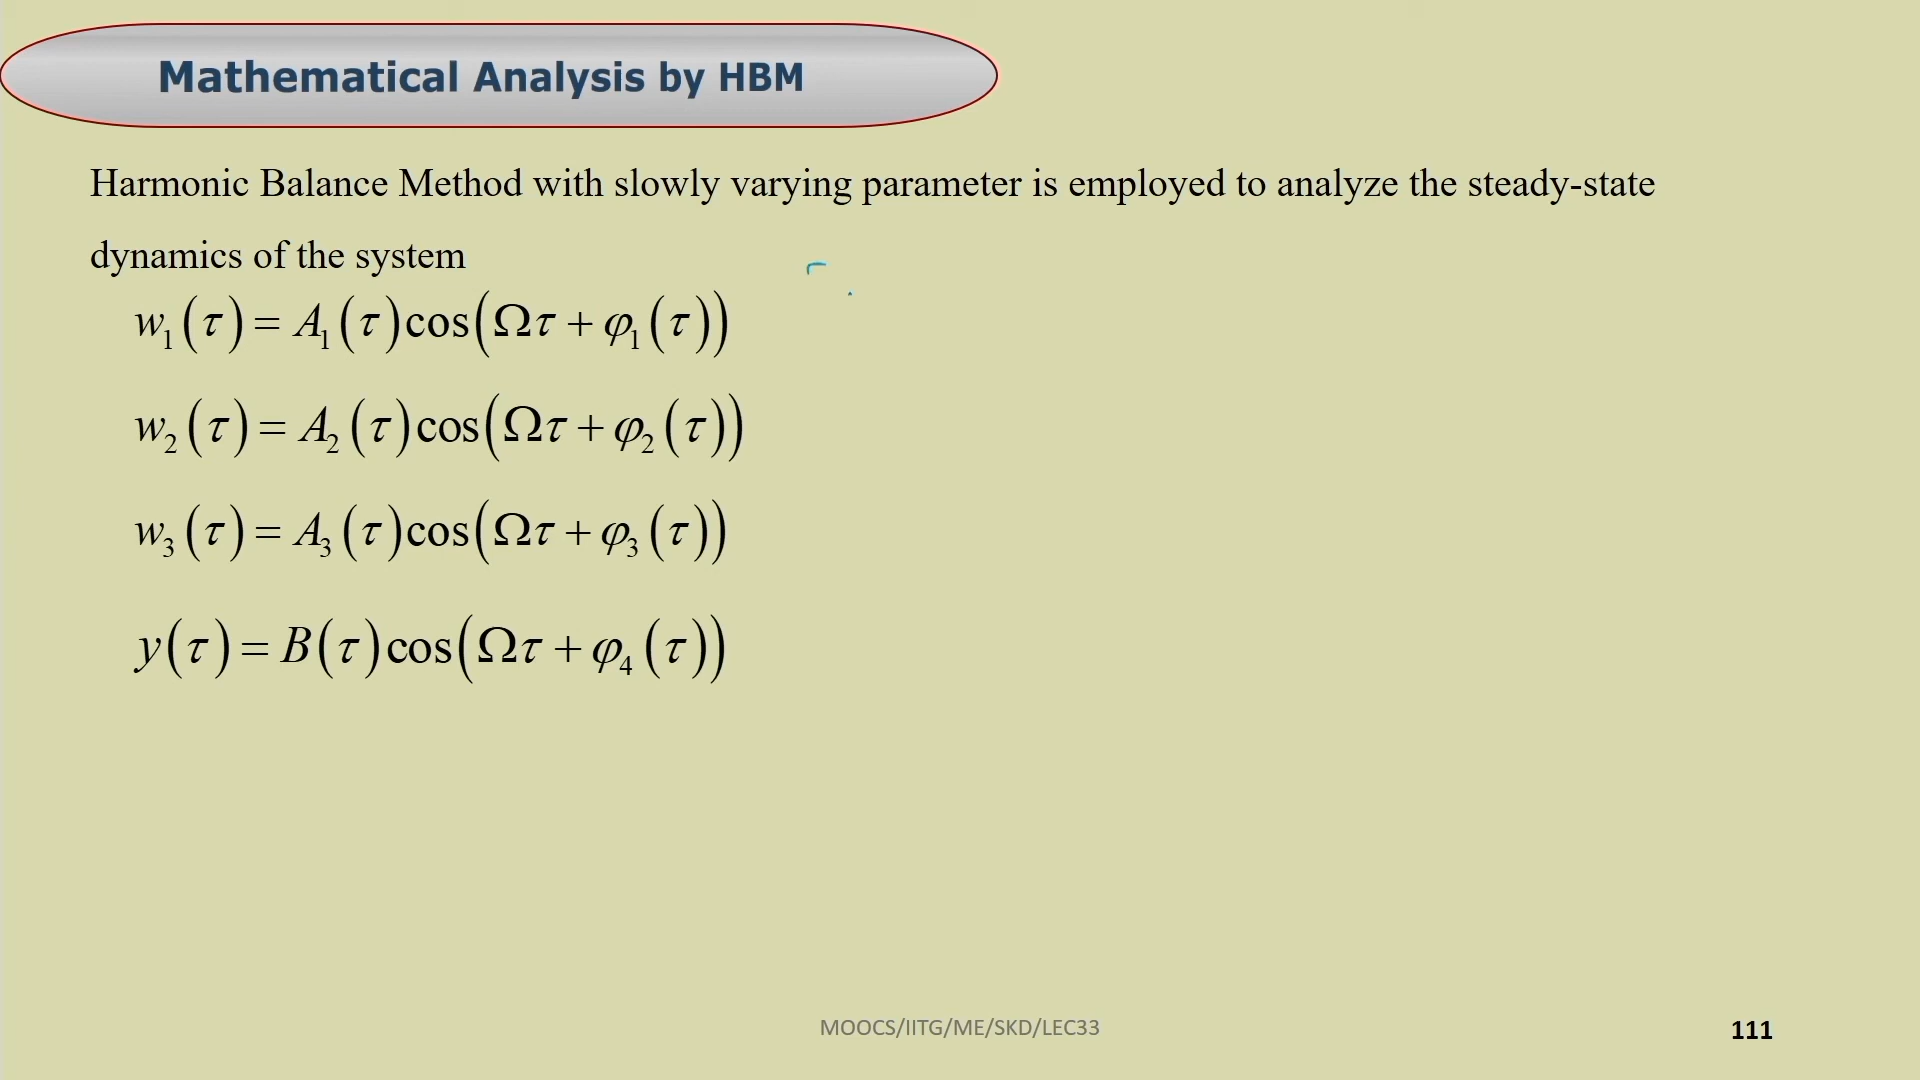 Mathematical Analysis by HBM
Harmonic Balance Method with slowly varying parameter is employed to analyze the steady-state
dynamics of the system
w₁(τ) = A₁(τ)cos(Ωτ + φ₁(τ))
w₂(τ) = A₂(τ)cos(Ωτ + φ₂(τ))
w₃(τ) = A₃(τ)cos(Ωτ + φ₃(τ))
y(τ) = B(τ)cos(Ωτ + φ₄(τ))
MOOCS/IITG/ME/SKD/LEC33
111